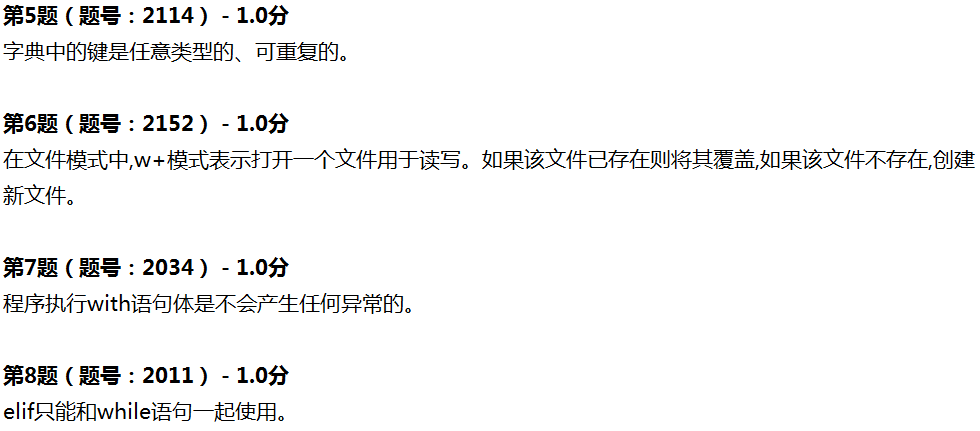 第5题（题号：2114） - 1.0分
字典中的键是任意类型的、可重复的。
第6题（题号：2152） - 1.0分
在文件模式中,w+模式表示打开一个文件用于读写。如果该文件已存在则将其覆盖,如果该文件不存在,创建
新文件。
第7题（题号：2034） - 1.0分
程序执行with语句体是不会产生任何异常的。
第8题（题号：2011） - 1.0分
elif只能和while语句一起使用。